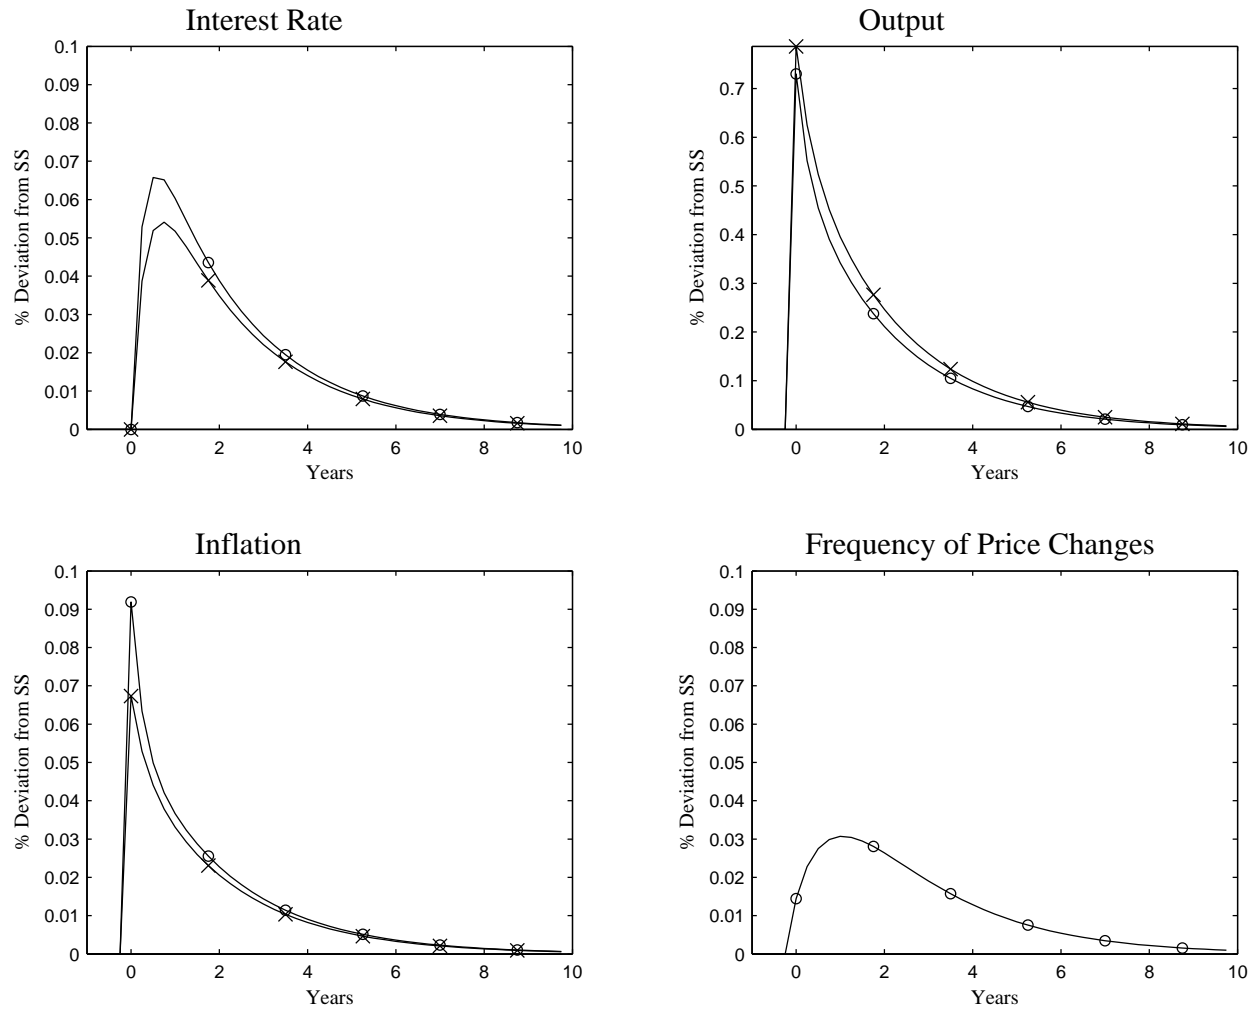 Interest Rate
0.1
0.09
0.08
0.07
0.06
0.05
0.04
0.03
0.02
0.01
0
% Deviation from SS
0 2 4 6 8 10
Years
Output
0.7
0.6
0.5
0.4
0.3
0.2
0.1
0
% Deviation from SS
0 2 4 6 8 10
Years
Inflation
0.1
0.09
0.08
0.07
0.06
0.05
0.04
0.03
0.02
0.01
0
% Deviation from SS
0 2 4 6 8 10
Years
Frequency of Price Changes
0.1
0.09
0.08
0.07
0.06
0.05
0.04
0.03
0.02
0.01
0
% Deviation from SS
0 2 4 6 8 10
Years